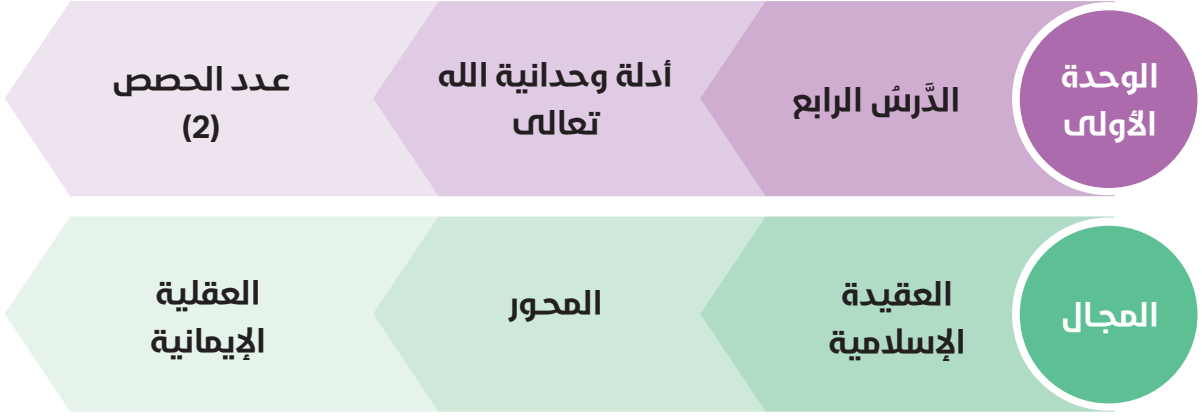 الوحدة
الأولى
الدَّرسُ الرابع
أدلة وحدانية الله
تعالى
عدد الحصص
(2)
المجال
العقيدة
الإسلامية
المحور
العقلية
الإيمانية